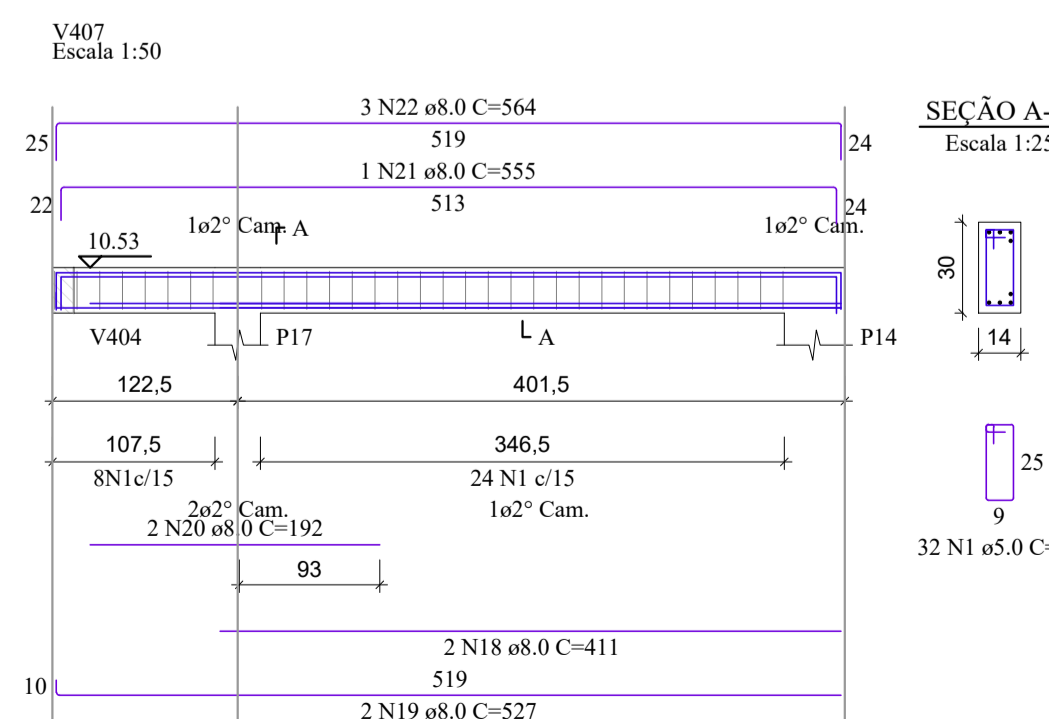 V407
Escala 1:50
3 N22 ø8.0 C=564
25
519
24
1 N21 ø8.0 C=555
22
513
24
1ø2° Cam.
A
1ø2° Cam.
10.53
V404
P17
A
P14
122,5
401,5
107,5
346,5
8N1c/15
24 N1 c/15
2ø2° Cam.
1ø2° Cam.
2 N20 ø8.0 C=192
93
2 N18 ø8.0 C=411
10
519
2 N19 ø8.0 C=527
SEÇÃO A-
Escala 1:25
30
14
25
9
32 N1 ø5.0 C=